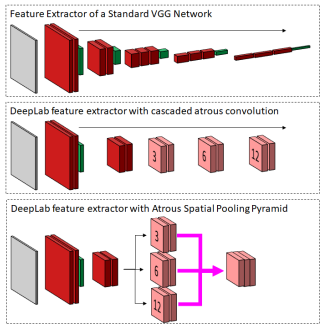 Feature Extractor of a Standard VGG Network
DeepLab feature extractor with cascaded atrous convolution
3
6
12
DeepLab feature extractor with Atrous Spatial Pooling Pyramid
3
6
12